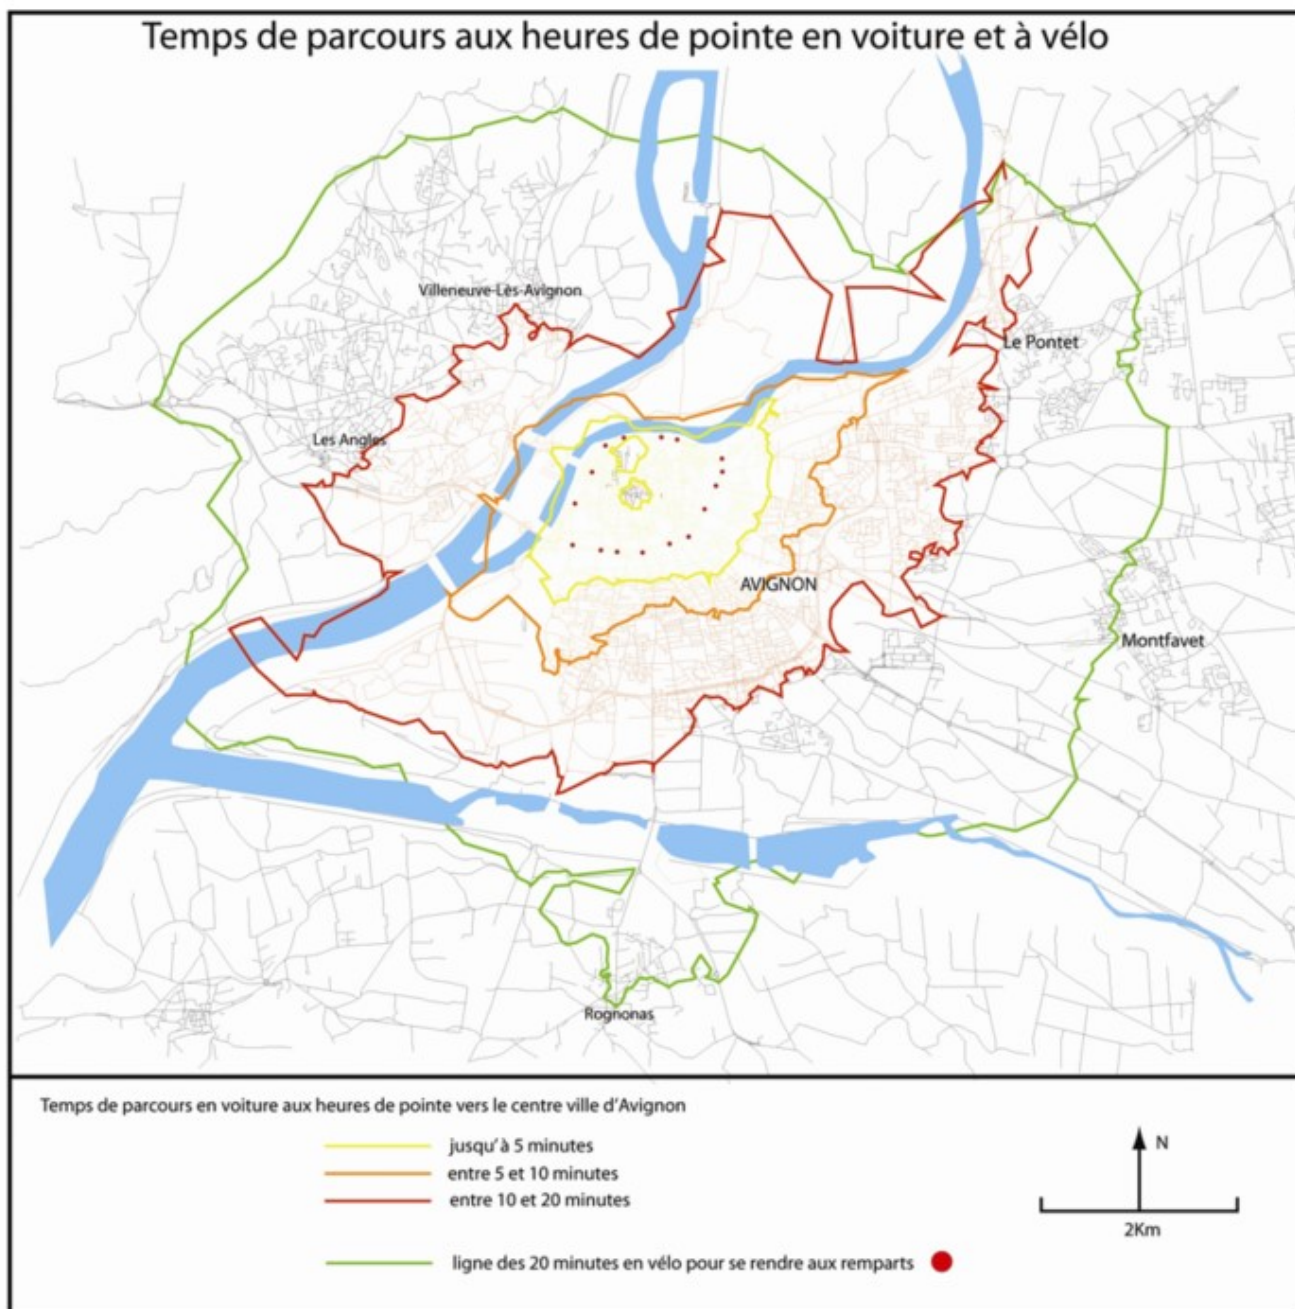 Temps de parcours aux heures de pointe en voiture et à vélo
Villeneuve-Lès-Avignon
Le Pontet
Les Angles
AVIGNON
Montfavet
Rognonas
Temps de parcours en voiture aux heures de pointe vers le centre ville d'Avignon
jusqu'à 5 minutes
entre 5 et 10 minutes
entre 10 et 20 minutes
N
2Km
ligne des 20 minutes en vélo pour se rendre aux remparts